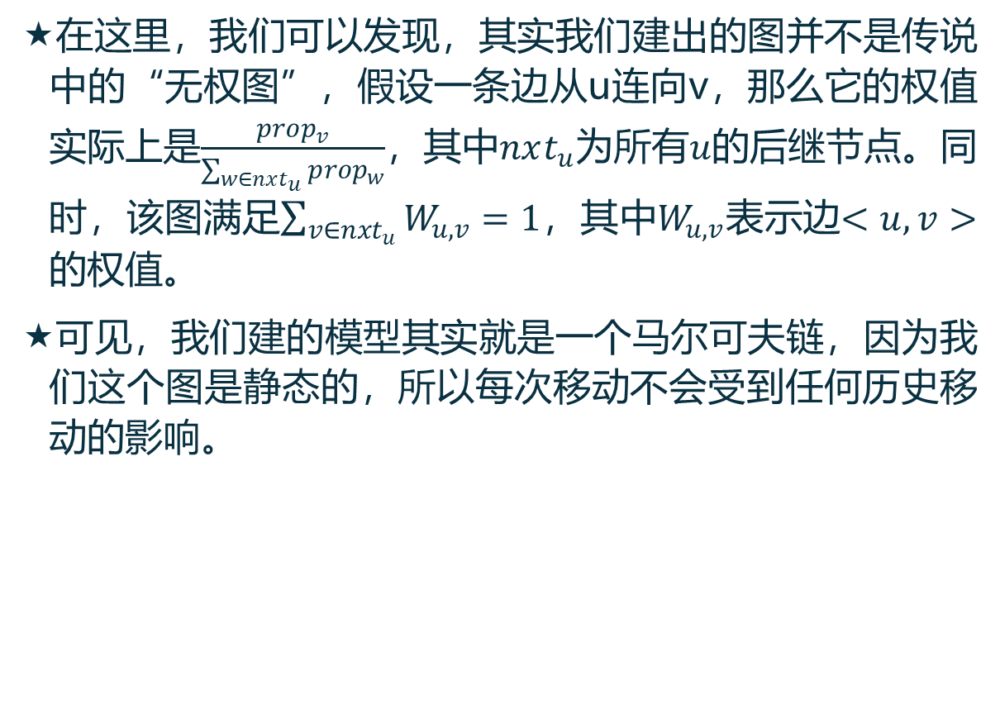 ★在这里，我们可以发现，其实我们建出的图并不是传说
中的“无权图”，假设一条边从u连向v，那么它的权值
实际上是$\frac{prop_v}{\sum_{w \in nxt_u} prop_w}$，其中$nxt_u$为所有$u$的后继节点。同
时，该图满足$\sum_{v \in nxt_u} W_{u,v} = 1$，其中$W_{u,v}$表示边$< u, v >$
的权值。
★可见，我们建的模型其实就是一个马尔可夫链，因为我
们这个图是静态的，所以每次移动不会受到任何历史移
动的影响。